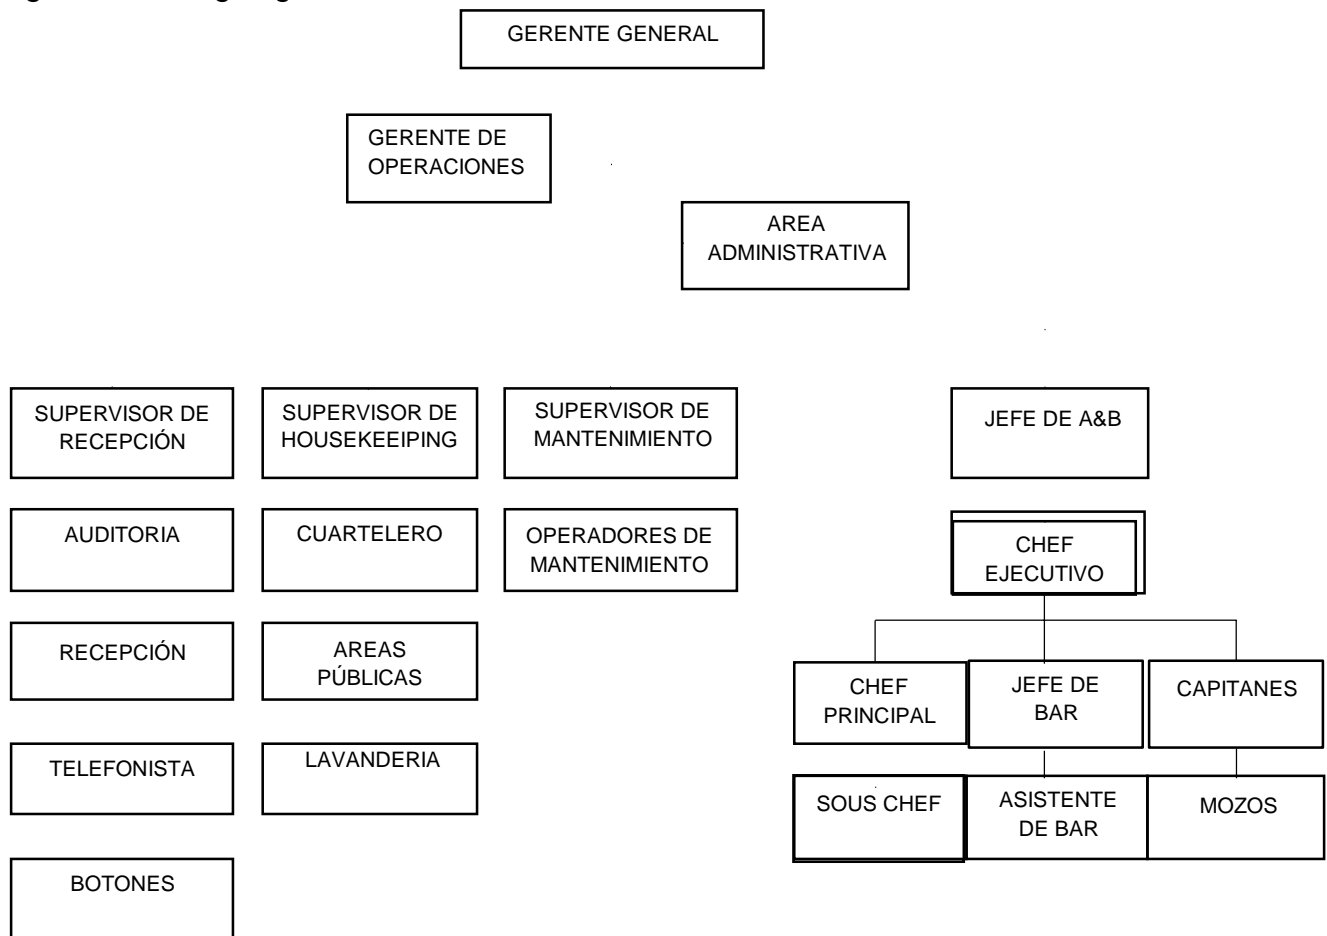 GERENTE GENERAL
GERENTE DE
OPERACIONES
AREA
ADMINISTRATIVA
SUPERVISOR DE
RECEPCIÓN
SUPERVISOR DE
HOUSEKEEIPING
SUPERVISOR DE
MANTENIMIENTO
JEFE DE A&B
AUDITORIA
CUARTELERO
OPERADORES DE
MANTENIMIENTO
CHEF
EJECUTIVO
RECEPCIÓN
AREAS
PÚBLICAS
CHEF
PRINCIPAL
JEFE DE
BAR
CAPITANES
TELEFONISTA
LAVANDERIA
SOUS CHEF
ASISTENTE
DE BAR
MOZOS
BOTONES